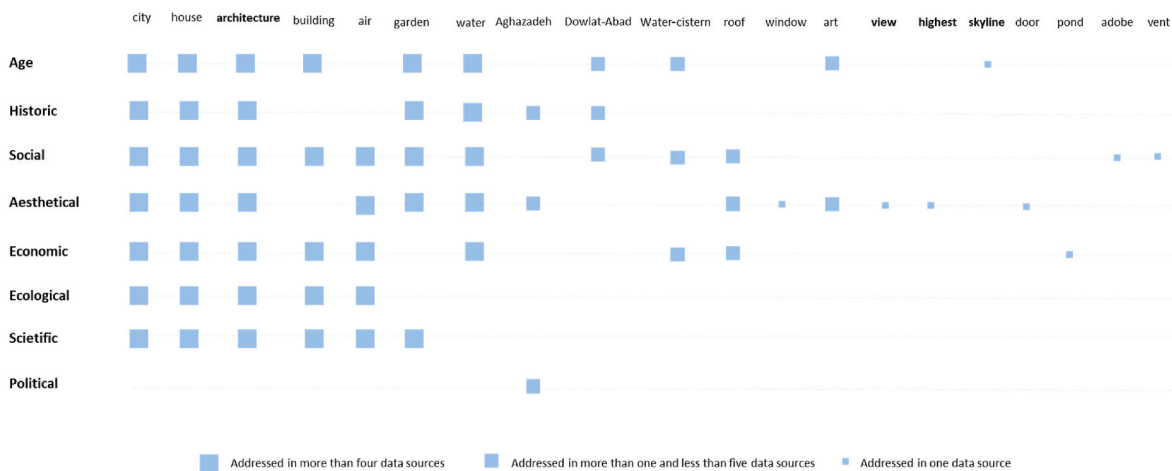 city house architecture building air garden water Aghazadeh Dowlat-Abad Water-cistern roof window art view highest skyline door pond adobe vent
Age
Historic
Social
Aesthetical
Economic
Ecological
Scietific
Political
Addressed in more than four data sources Addressed in more than one and less than five data sources Addressed in one data source